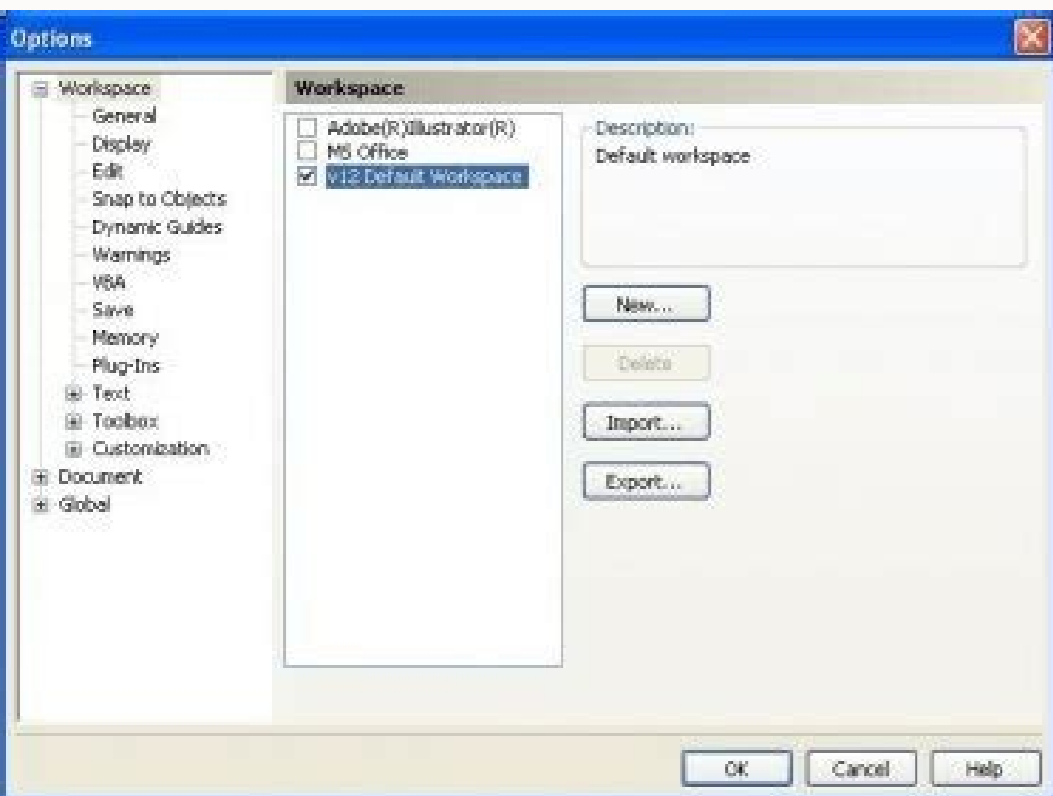 Options
Workspace
General
Display
Edit
Snap to Objects
Dynamic Guides
Warnings
VBA
Save
Memory
Plug-Ins
Text
Toolbox
Customization
Document
Global
Workspace
Adobe(R)Illustrator(R)
MS Office
v12 Default Workspace
Description:
Default workspace
New...
Delete
Import...
Export...
OK
Cancel
Help